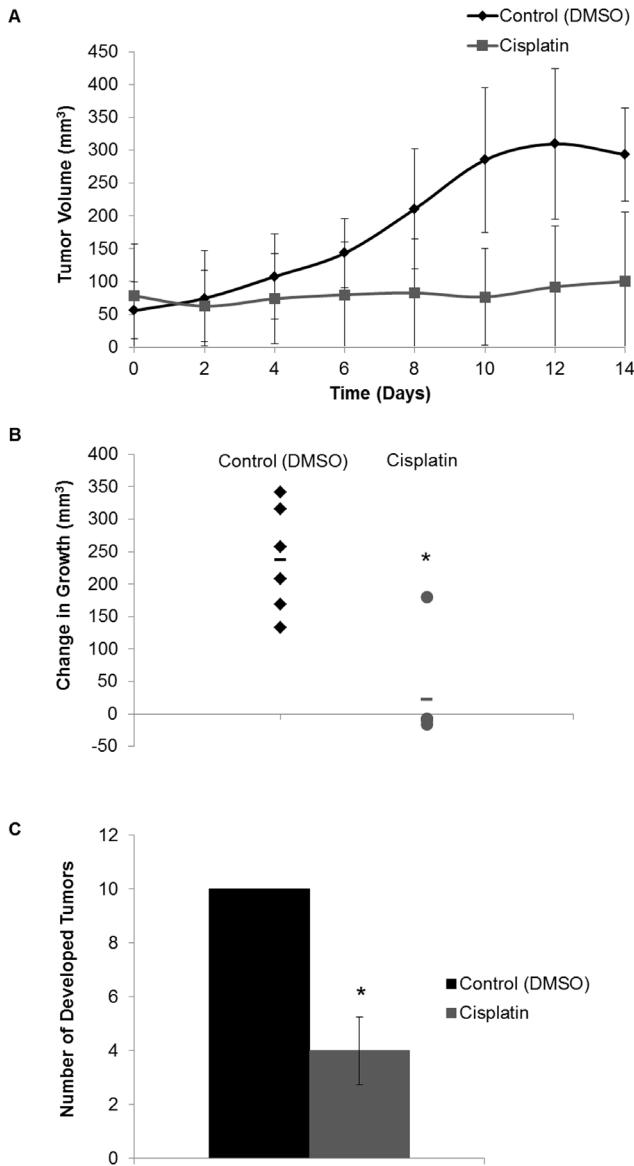 A
Control (DMSO)
Cisplatin
450
400
350
300
250
200
150
100
50
0
Tumor Volume (mm³)
0 2 4 6 8 10 12 14
Time (Days)
B
Control (DMSO) Cisplatin
400
350
300
250
200
150
100
50
0
-50
Change in Growth (mm³)
*
C
12
10
8
6
4
2
0
Number of Developed Tumors
*
Control (DMSO)
Cisplatin